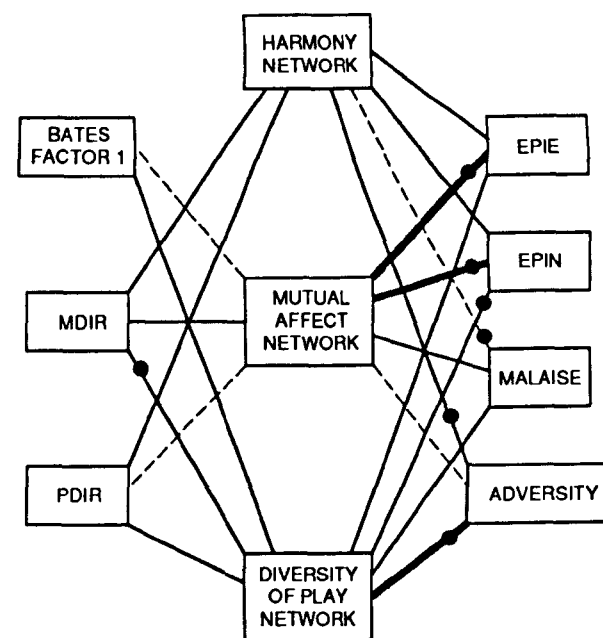 HARMONY
NETWORK
BATES
FACTOR 1
EPIE
EPIN
MDIR
MUTUAL
AFFECT
NETWORK
MALAISE
PDIR
ADVERSITY
DIVERSITY
OF PLAY
NETWORK